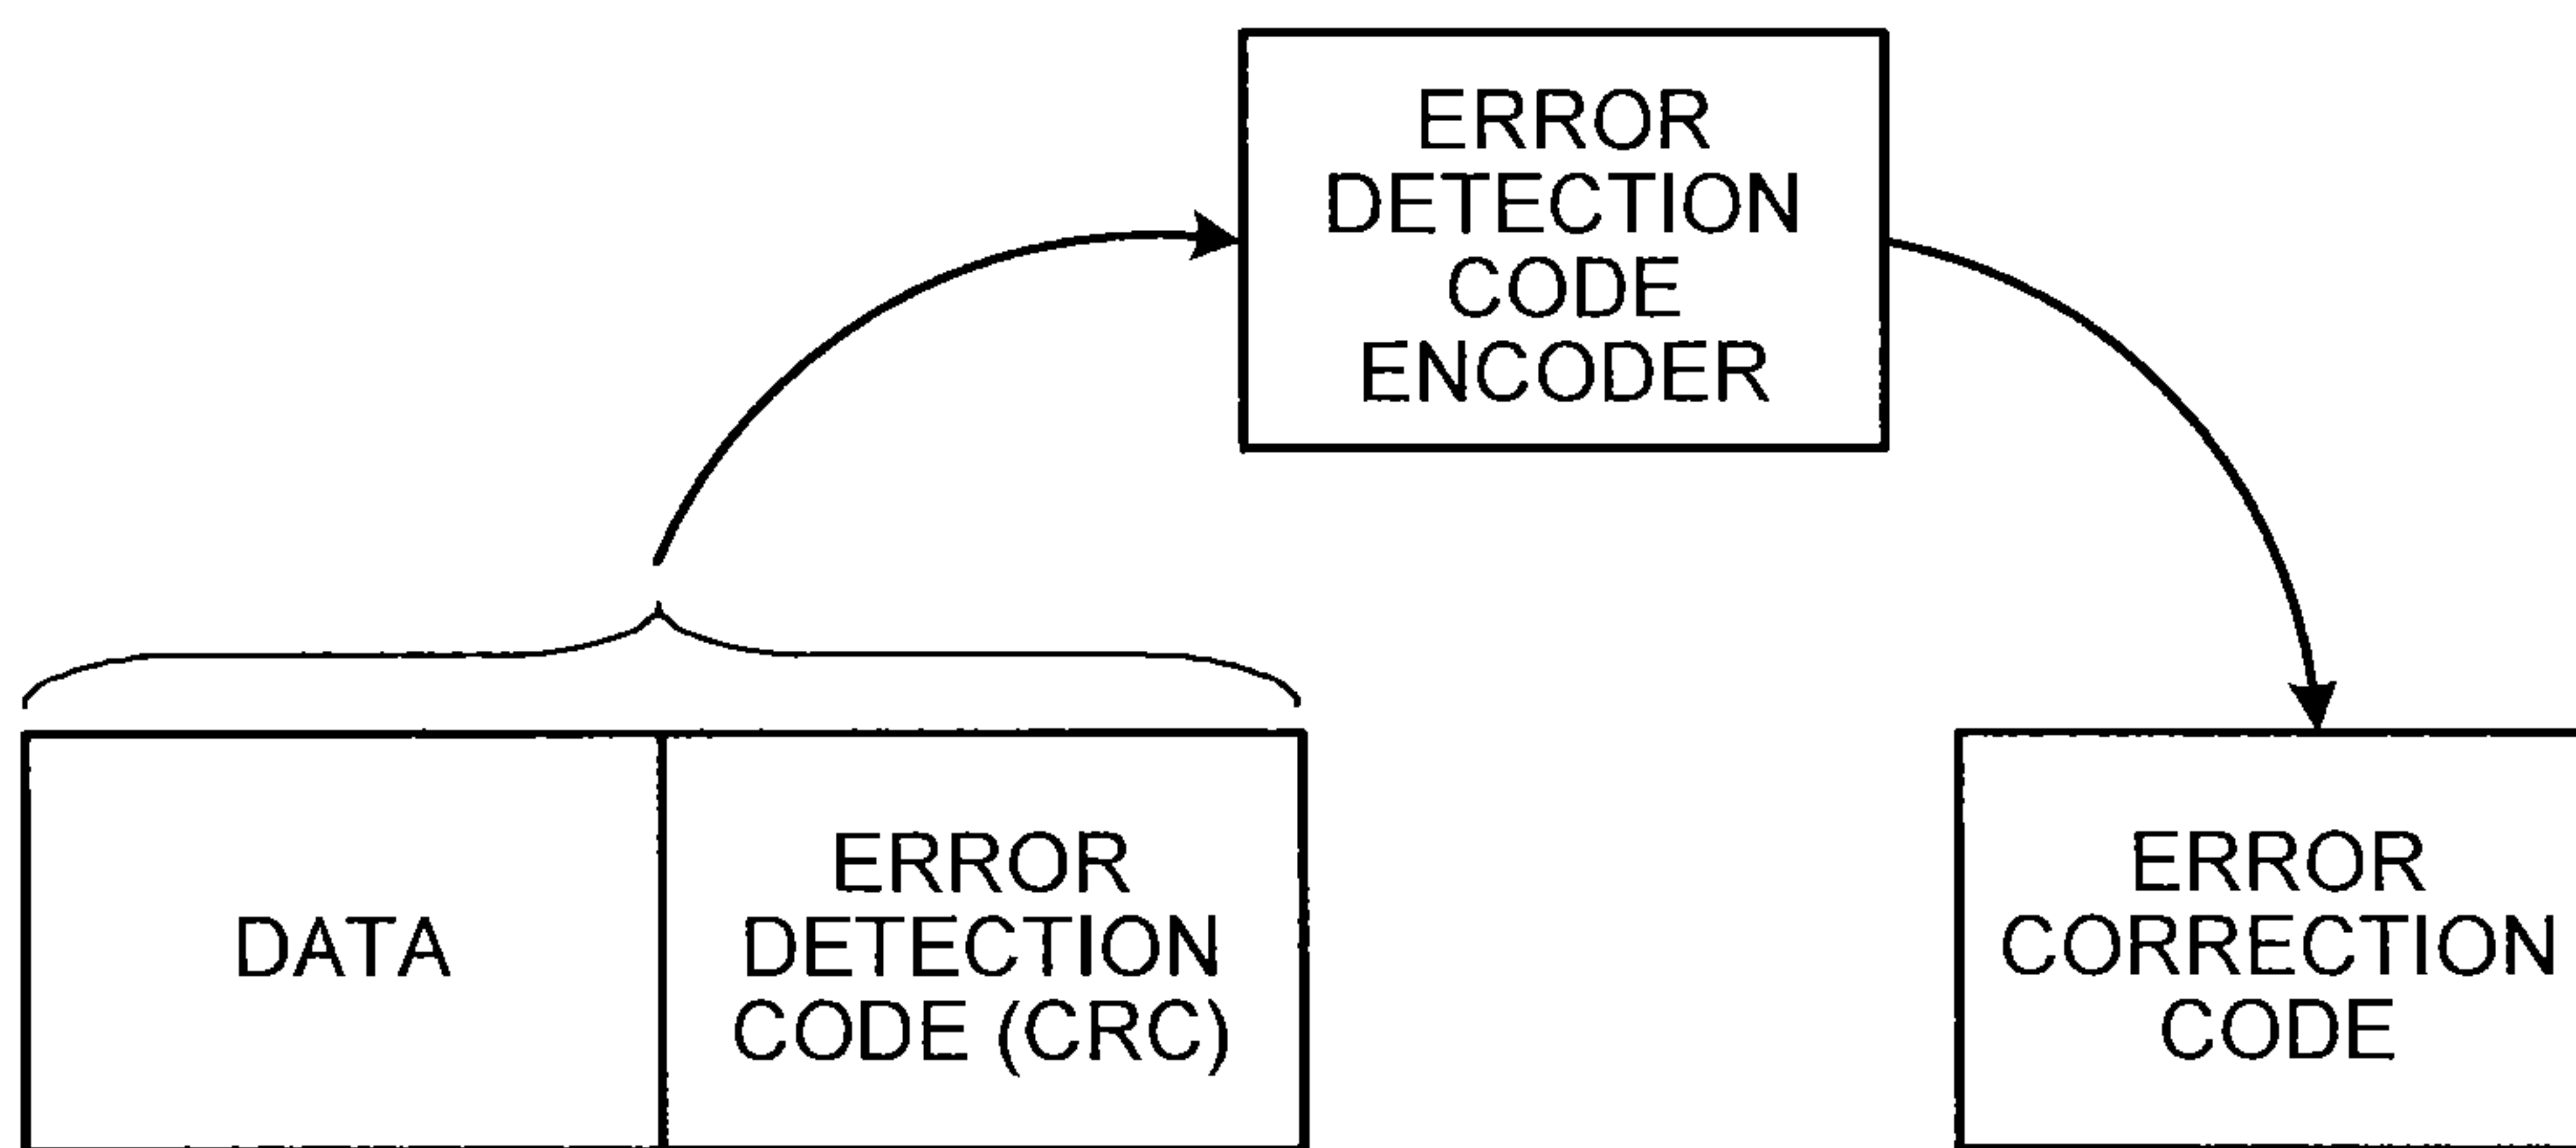 ERROR
DETECTION
CODE
ENCODER
DATA
ERROR
DETECTION
CODE (CRC)
ERROR
CORRECTION
CODE